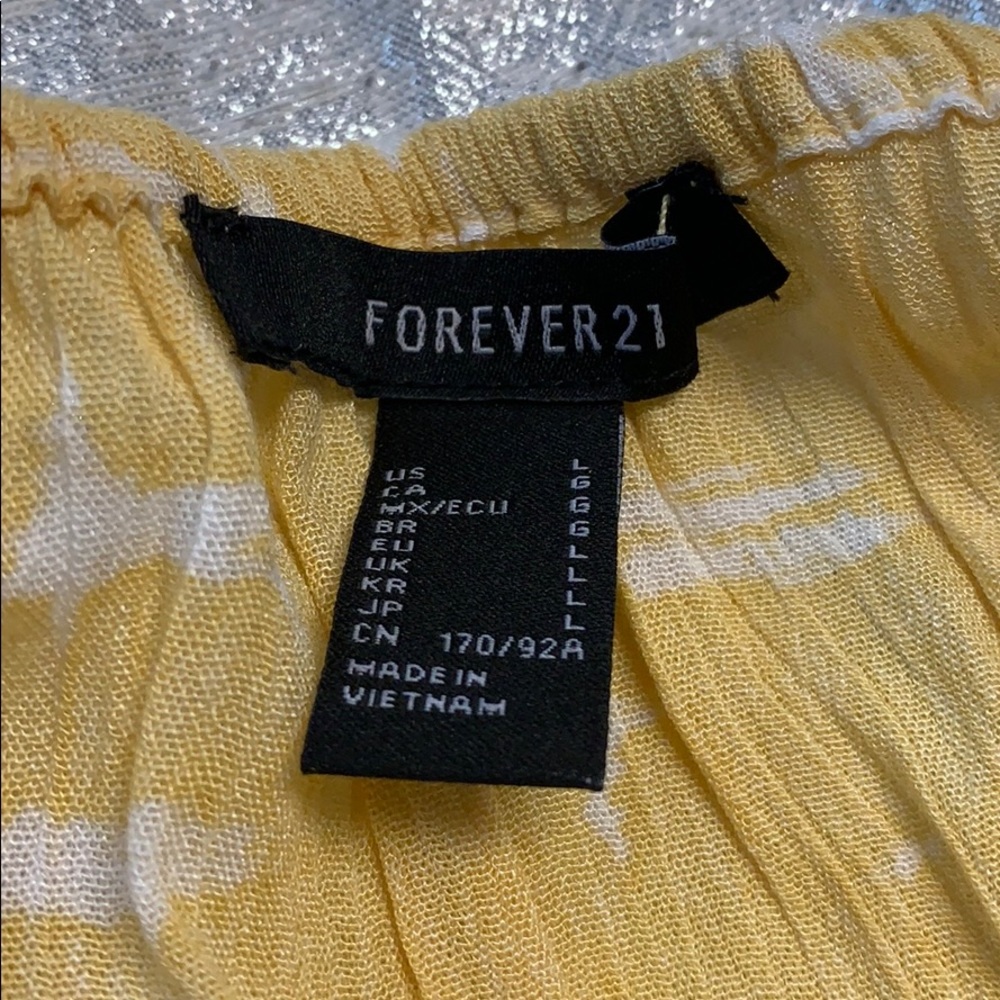 FOREVER 21
US L
CA G
MX/ECU G
BR G
EU L
UK L
KR L
JP L
CN 170/92A
MADE IN
VIETNAM